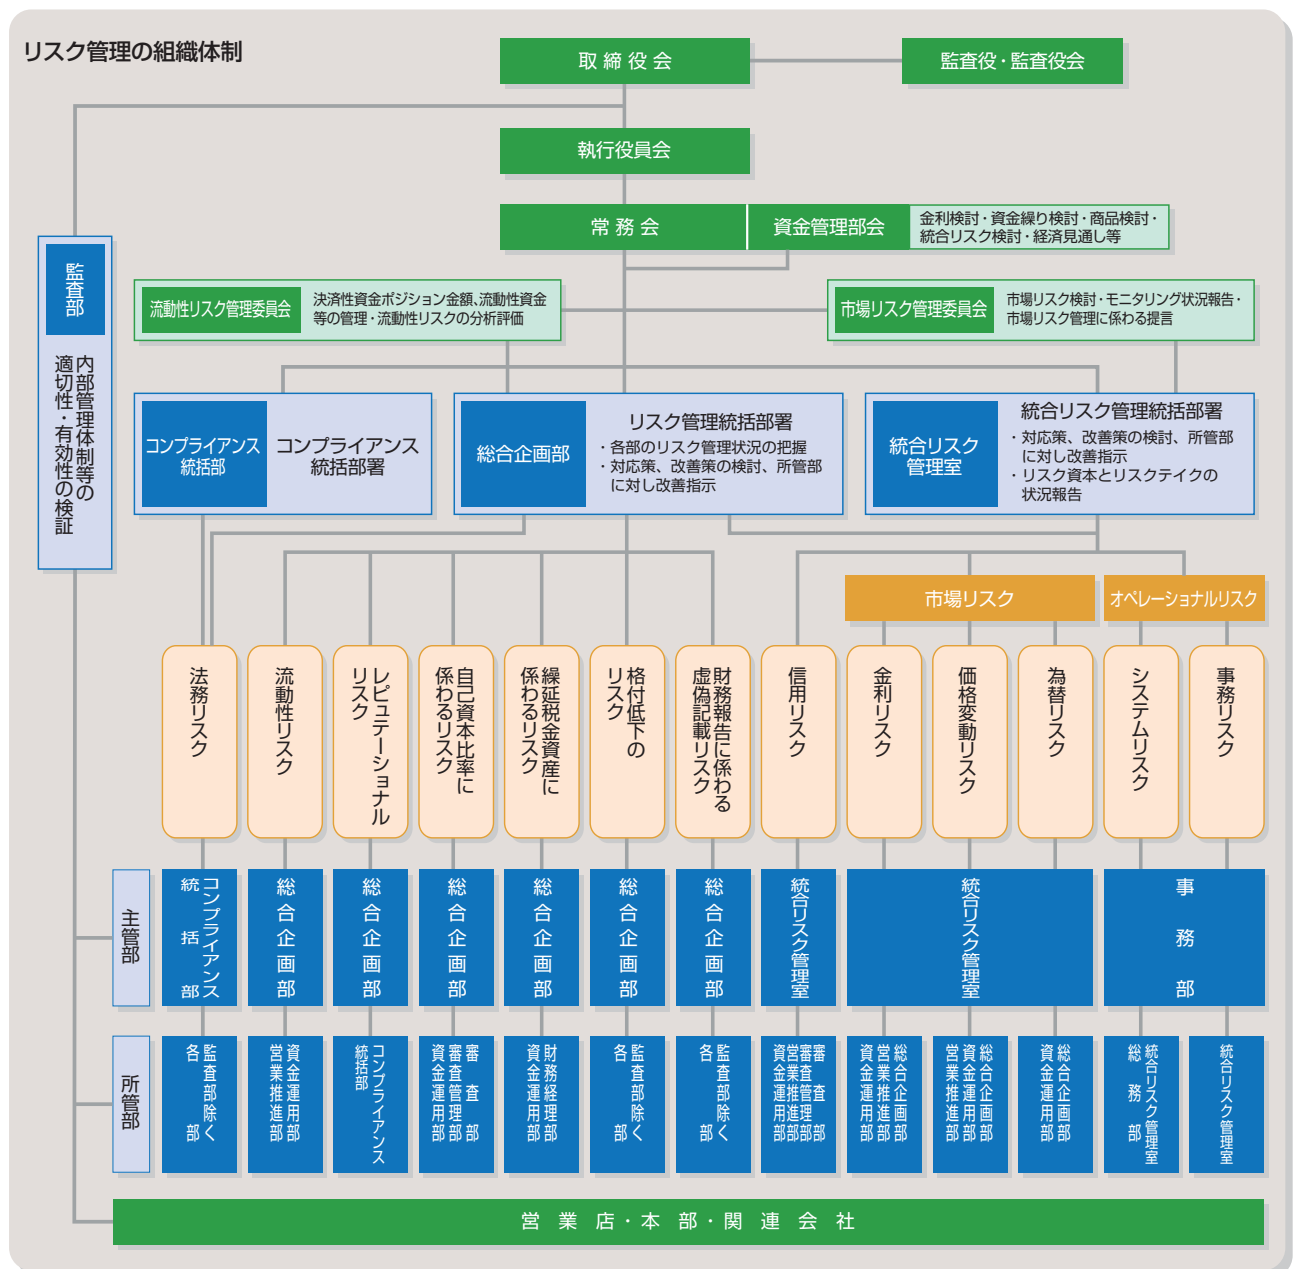 リスク管理の組織体制
取締役会
監査役・監査役会
執行役員会
常務会
資金管理部会
金利検討・資金繰り検討・商品検討・
統合リスク検討・経済見通し等
監査部
内部管理体制等の
適切性・有効性の検証
流動性リスク管理委員会
決済性資金ポジション金額、流動性資金
等の管理・流動性リスクの分析評価
市場リスク管理委員会
市場リスク検討・モニタリング状況報告・
市場リスク管理に係わる提言
コンプライアンス
統括部
コンプライアンス
統括部署
総合企画部
リスク管理統括部署
・各部のリスク管理状況の把握
・対応策、改善策の検討、所管部
に対し改善指示
統合リスク
管理室
統合リスク管理統括部署
・対応策、改善策の検討、所管部
に対し改善指示
・リスク資本とリスクテイクの
状況報告
市場リスク
オペレーショナルリスク
法務リスク
流動性リスク
レピュテーショナル
リスク
自己資本比率に
係わるリスク
繰延税金資産に
係わるリスク
格付低下の
リスク
財務報告に係わる
虚偽記載リスク
信用リスク
金利リスク
価格変動リスク
為替リスク
システムリスク
事務リスク
主管部
コンプライアンス
統括部
総合企画部
総合企画部
総合企画部
総合企画部
総合企画部
総合企画部
統合リスク管理室
統合リスク管理室
事務部
所管部
監査部除く
各部
資金運用部
営業推進部
コンプライアンス
統括部
審査部
審査管理部
資金運用部
財務経理部
資金運用部
監査部除く
各部
監査部除く
各部
審査部
審査管理部
営業推進部
資金運用部
総合企画部
営業推進部
資金運用部
総合企画部
資金運用部
営業推進部
総合企画部
資金運用部
統合リスク管理室
総務部
統合リスク管理室
営業店・本部・関連会社